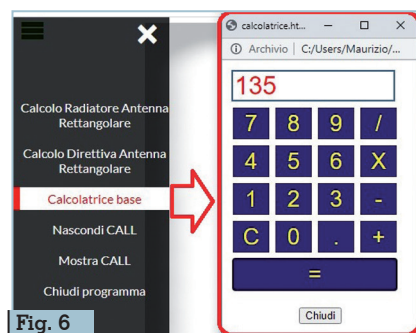 Calcolo Radiatore Antenna
Rettangolare
Calcolo Direttiva Antenna
Rettangolare
Calcolatrice base
Nascondi CALL
Mostra CALL
Chiudi programma
Fig. 6
calcolatrice.ht...
Archivio | C:/Users/Maurizio/...
135
7 8 9 /
4 5 6 X
1 2 3 -
C 0 . +
=
Chiudi